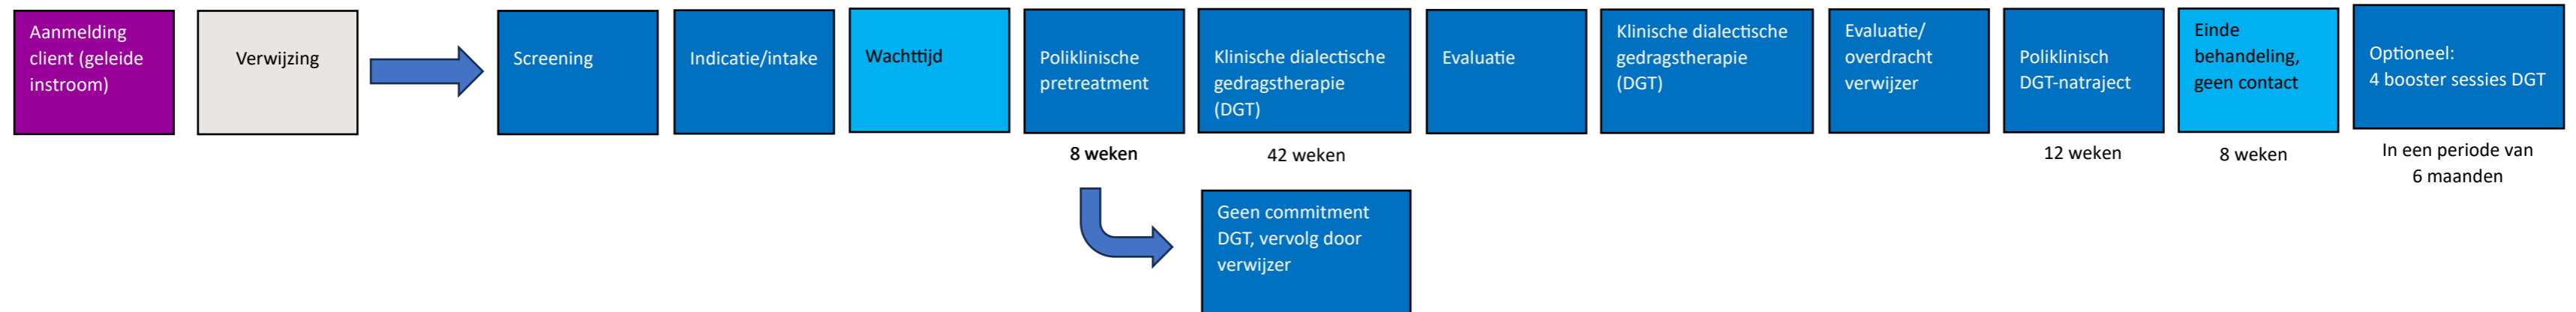 Aanmelding
client (geleide
instroom)
Verwijzing
Screening
Indicatie/intake
Wachttijd
Poliklinische
pretreatment
8 weken
Klinische dialectische
gedragstherapie
(DGT)
42 weken
Evaluatie
Klinische dialectische
gedragstherapie
(DGT)
Evaluatie/
overdracht
verwijzer
Poliklinisch
DGT-natraject
12 weken
Einde
behandeling,
geen contact
8 weken
Optioneel:
4 booster sessies DGT
In een periode van
6 maanden
Geen commitment
DGT, vervolg door
verwijzer